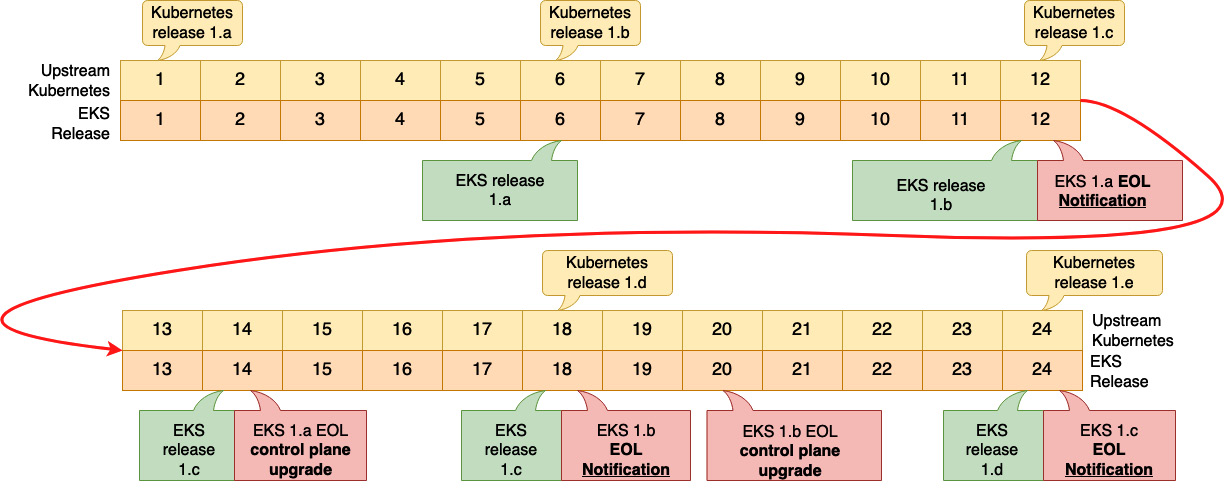 Kubernetes
release 1.a
Kubernetes
release 1.b
Kubernetes
release 1.c
Upstream
Kubernetes
1 2 3 4 5 6 7 8 9 10 11 12
EKS
Release
1 2 3 4 5 6 7 8 9 10 11 12
EKS release
1.a
EKS release
1.b
EKS 1.a EOL
Notification
Kubernetes
release 1.d
Kubernetes
release 1.e
13 14 15 16 17 18 19 20 21 22 23 24
Upstream
Kubernetes
13 14 15 16 17 18 19 20 21 22 23 24
EKS
Release
EKS
release
1.c
EKS 1.a EOL
control plane
upgrade
EKS
release
1.c
EKS 1.b
EOL
Notification
EKS 1.b EOL
control plane
upgrade
EKS
release
1.d
EKS 1.c
EOL
Notification